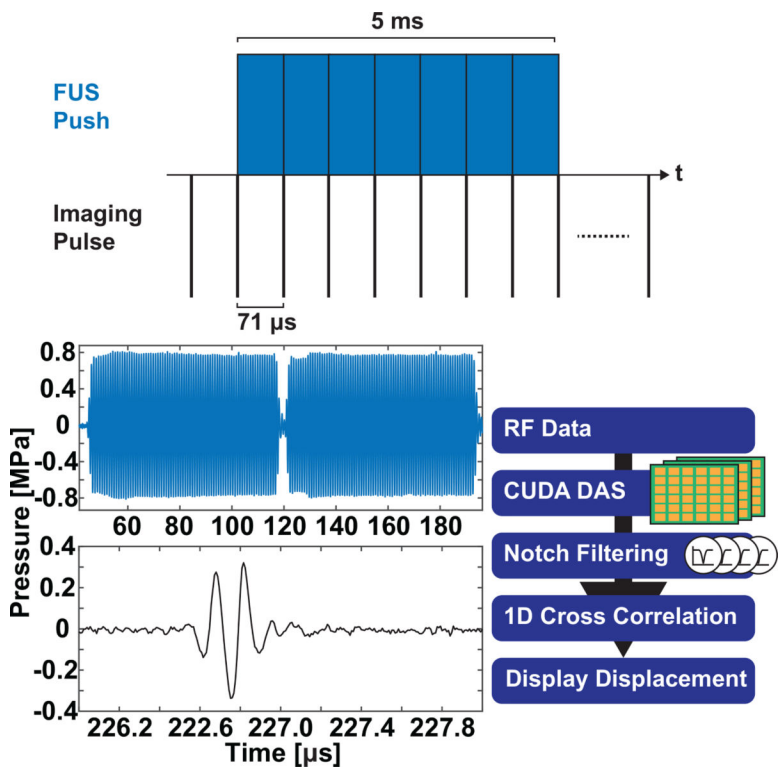 5 ms
FUS
Push
t
Imaging
Pulse
71 µs
0.8
0.4
0
-0.4
-0.8
60 80 100 120 140 160 180
Pressure [MPa]
0.4
0.2
0
-0.2
-0.4
226.2 222.6 227.0 227.4 227.8
Time [µs]
RF Data
CUDA DAS
Notch Filtering
1D Cross Correlation
Display Displacement